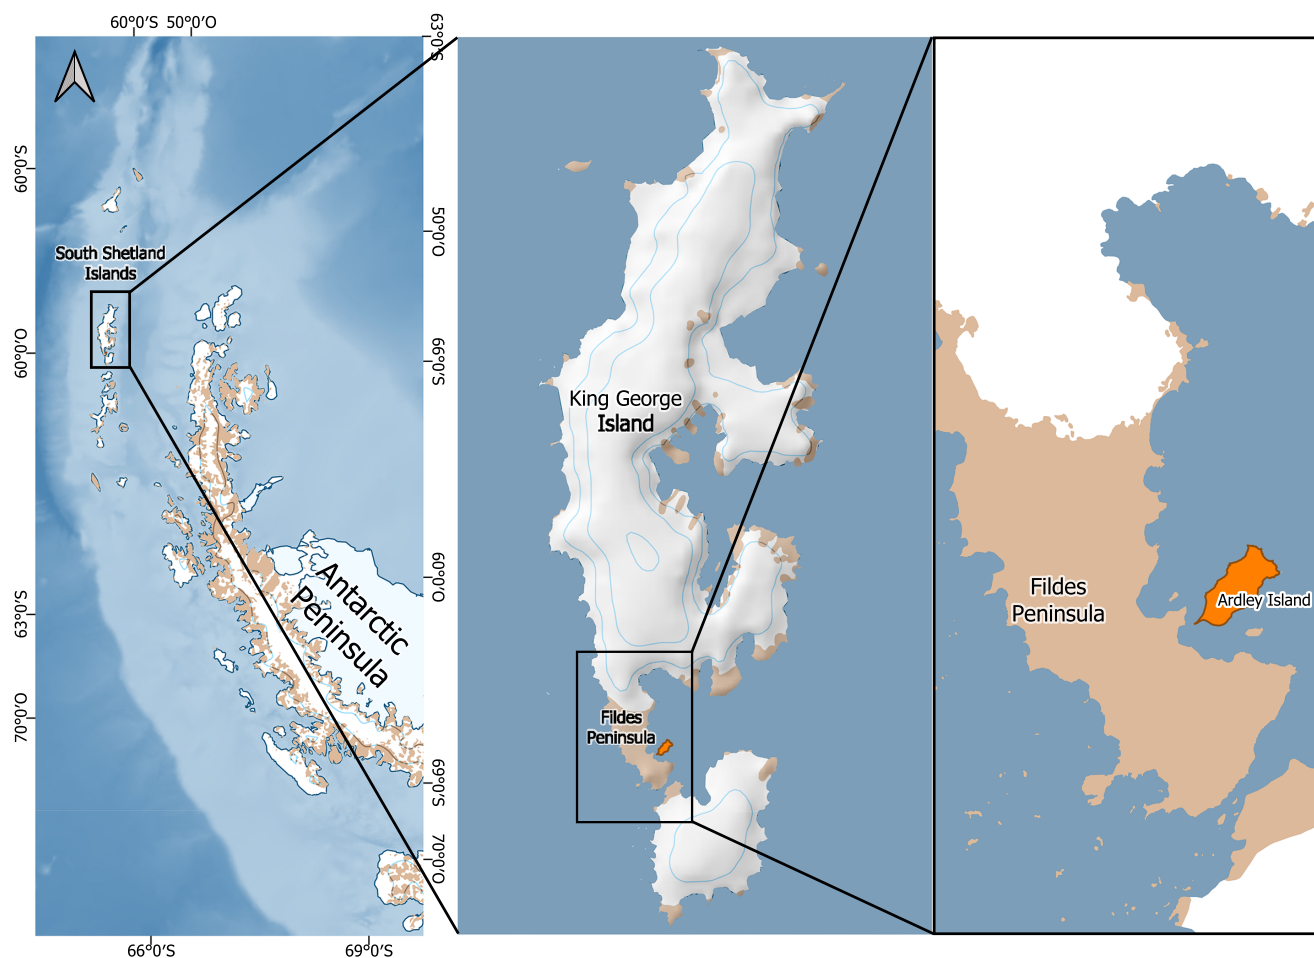 60°0'S 50°0'O
63°0'S
60°0'S
50°0'O
South Shetland
Islands
60°0'O
66°0'S
King George
Island
60°0'O
Antarctic
Peninsula
63°0'S
Fildes
Peninsula
Ardley Island
70°0'O
Fildes
Peninsula
69°0'S
70°0'O
66°0'S
69°0'S